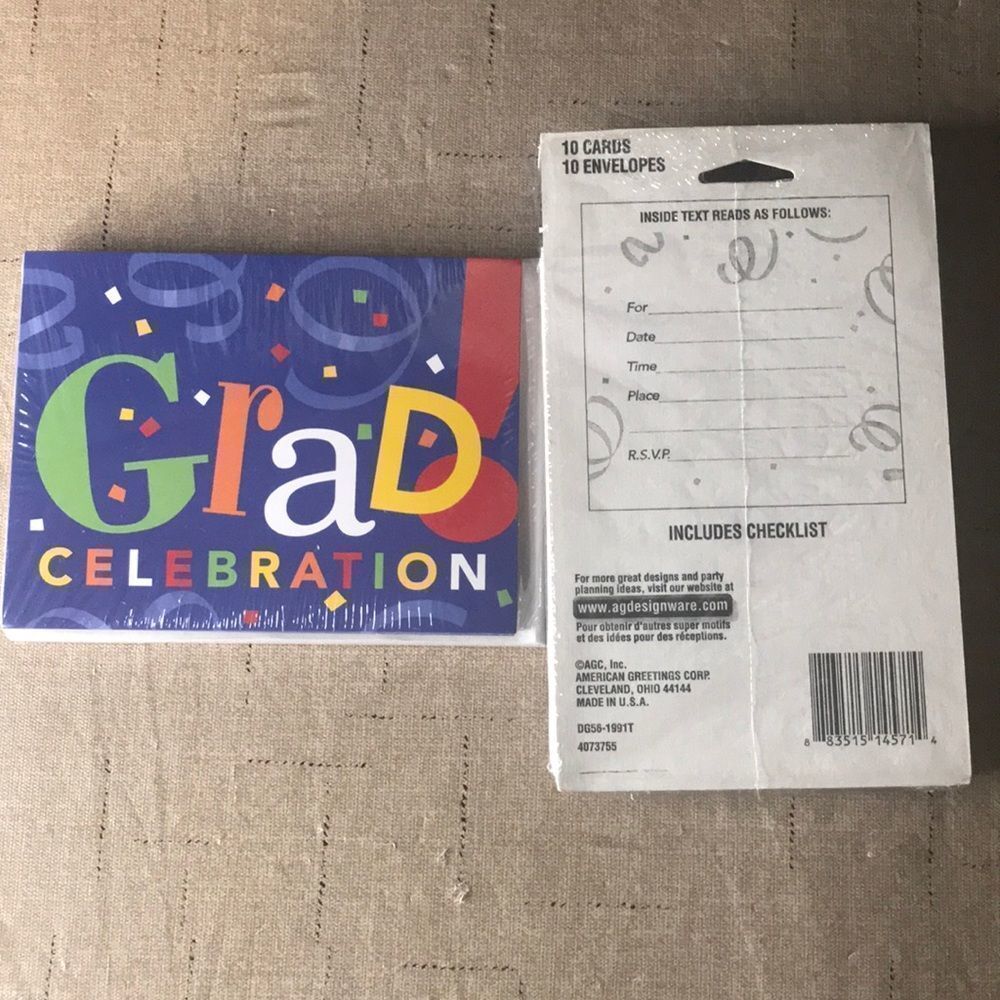 GraD!
CELEBRATION
10 CARDS
10 ENVELOPES
INSIDE TEXT READS AS FOLLOWS:
For
Date
Time
Place
R.S.V.P.
INCLUDES CHECKLIST
For more great designs and party
planning ideas, visit our website at
www.agdesignware.com
Pour obtenir d'autres super motifs
et des idées pour des réceptions.
©AGC, Inc.
AMERICAN GREETINGS CORP.
CLEVELAND, OHIO 44144
MADE IN U.S.A.
DG56-1991T
4073755
8 83515 14571 4